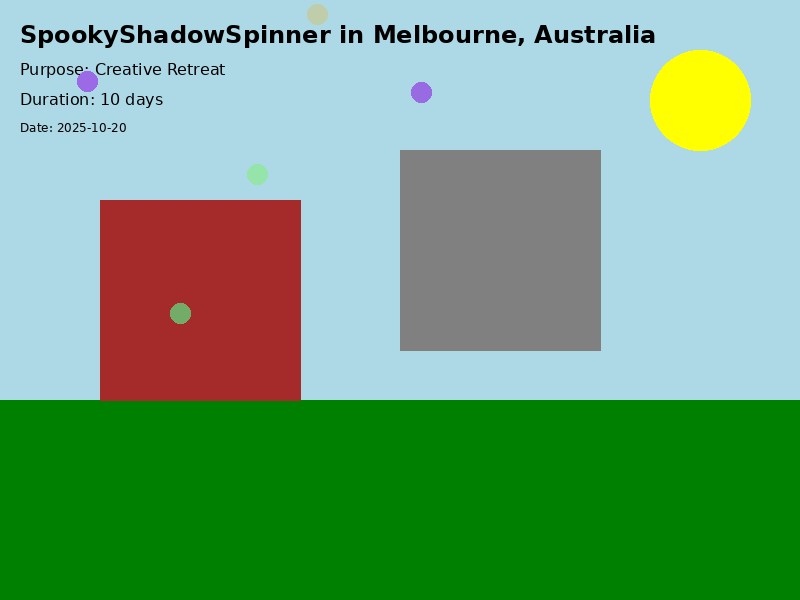 SpookyShadowSpinner in Melbourne, Australia
Purpose: Creative Retreat
Duration: 10 days
Date: 2025-10-20